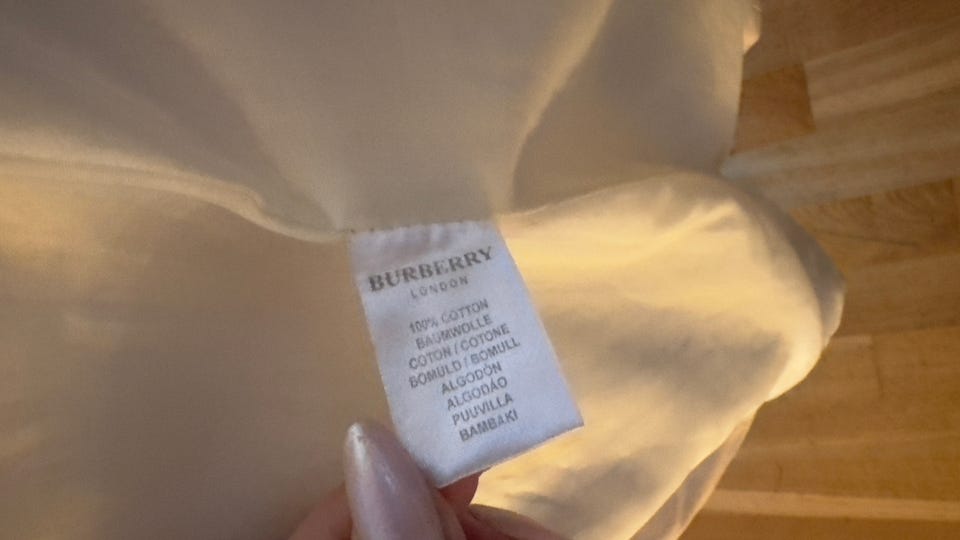 BURBERRY
LONDON
100% COTTON
BAUMWOLLE
COTON / COTONE
BOMULD / BOMULL
ALGODÓN
ALGODÃO
PUUVILLA
BAMBAKI